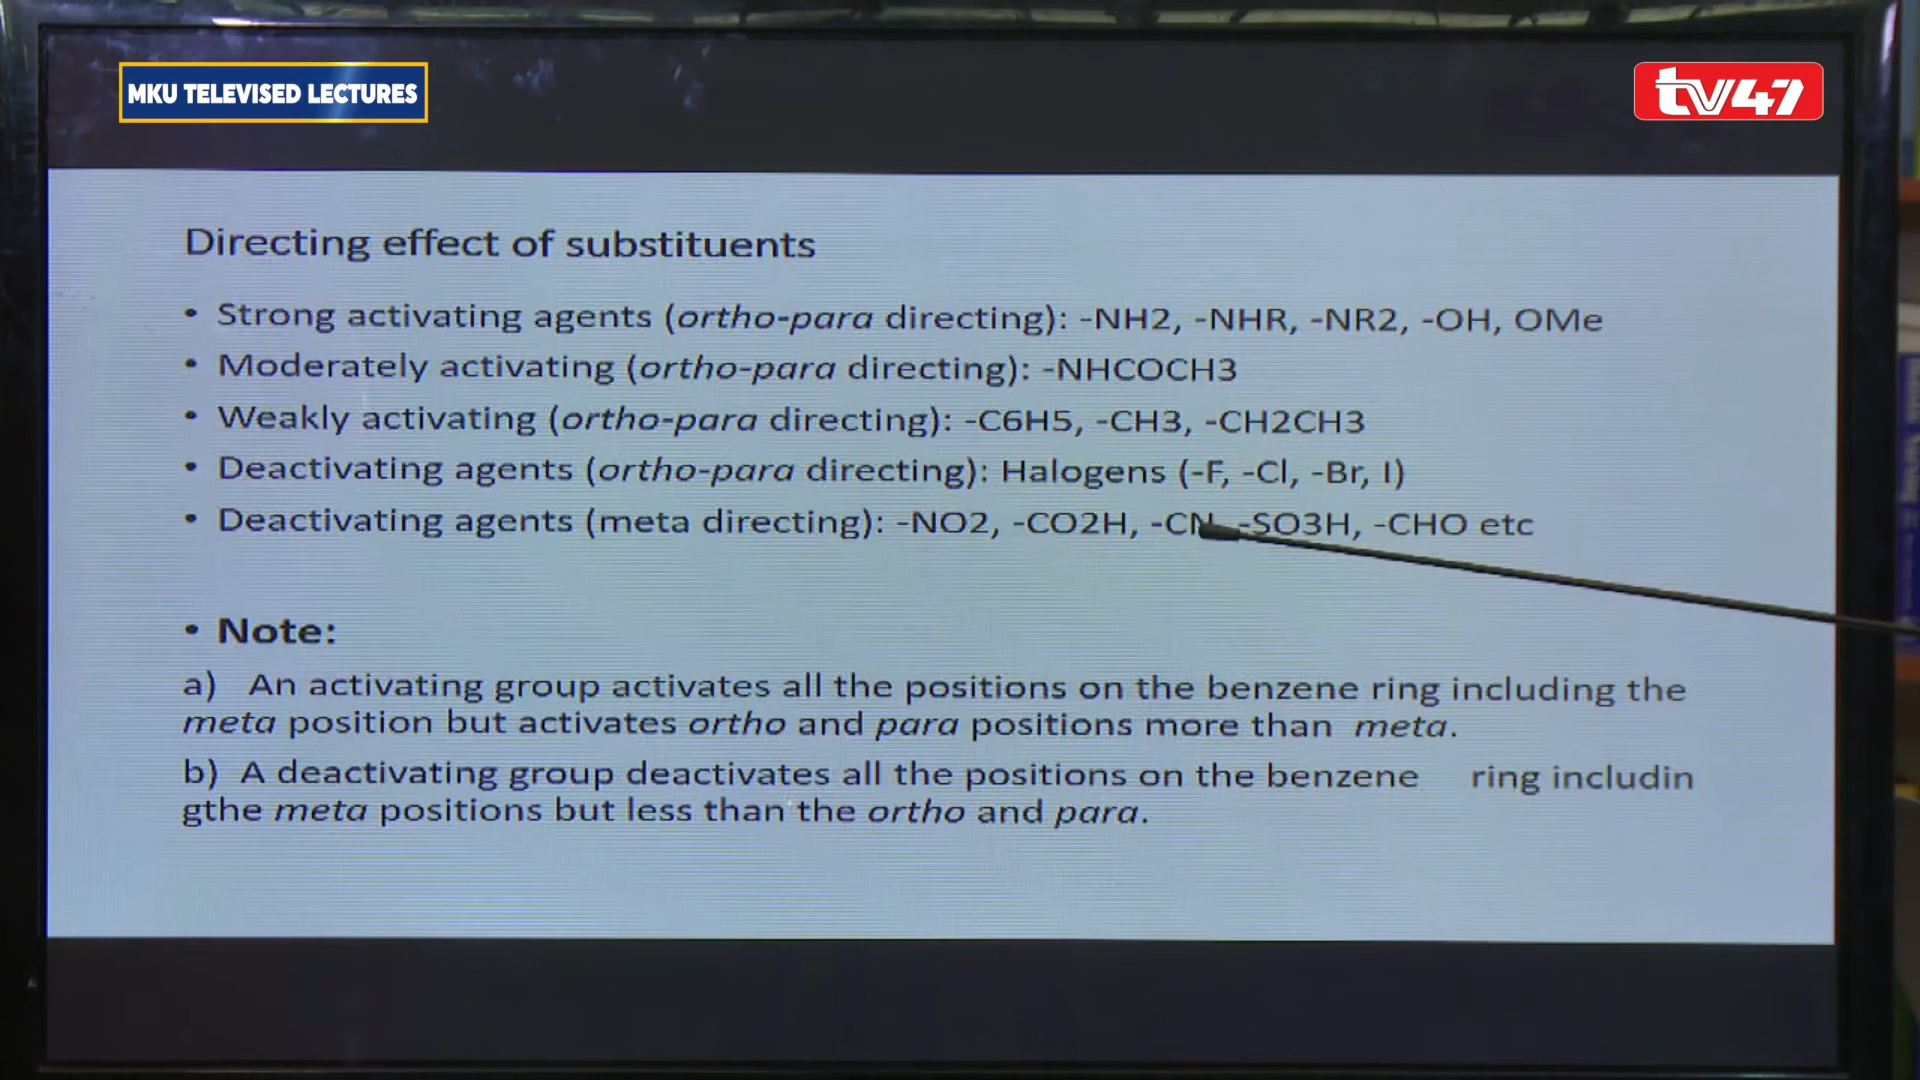 MKU TELEVISED LECTURES
tv47
Directing effect of substituents
• Strong activating agents (ortho-para directing): -NH2, -NHR, -NR2, -OH, OMe
• Moderately activating (ortho-para directing): -NHCOCH3
• Weakly activating (ortho-para directing): -C6H5, -CH3, -CH2CH3
• Deactivating agents (ortho-para directing): Halogens (-F, -Cl, -Br, I)
• Deactivating agents (meta directing): -NO2, -CO2H, -CN, -SO3H, -CHO etc
• Note:
a) An activating group activates all the positions on the benzene ring including the
meta position but activates ortho and para positions more than meta.
b) A deactivating group deactivates all the positions on the benzene ring includin
gthe meta positions but less than the ortho and para.